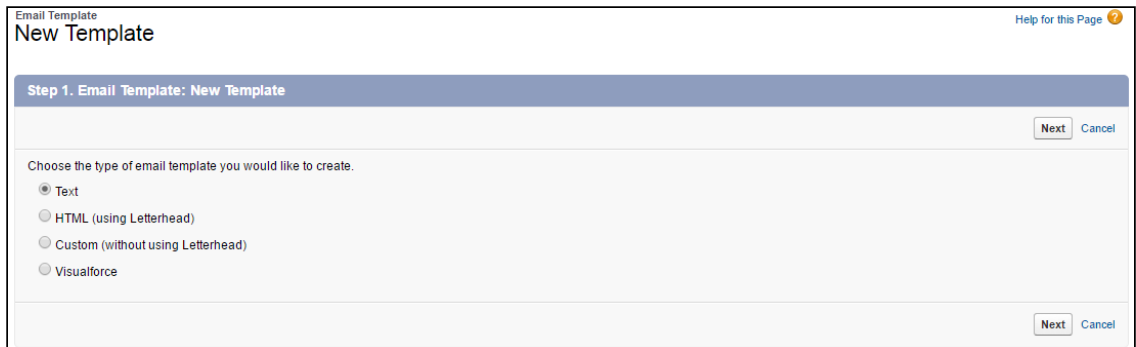 Email Template
New Template
Help for this Page ?
Step 1. Email Template: New Template
Next Cancel
Choose the type of email template you would like to create.
Text
HTML (using Letterhead)
Custom (without using Letterhead)
Visualforce
Next Cancel